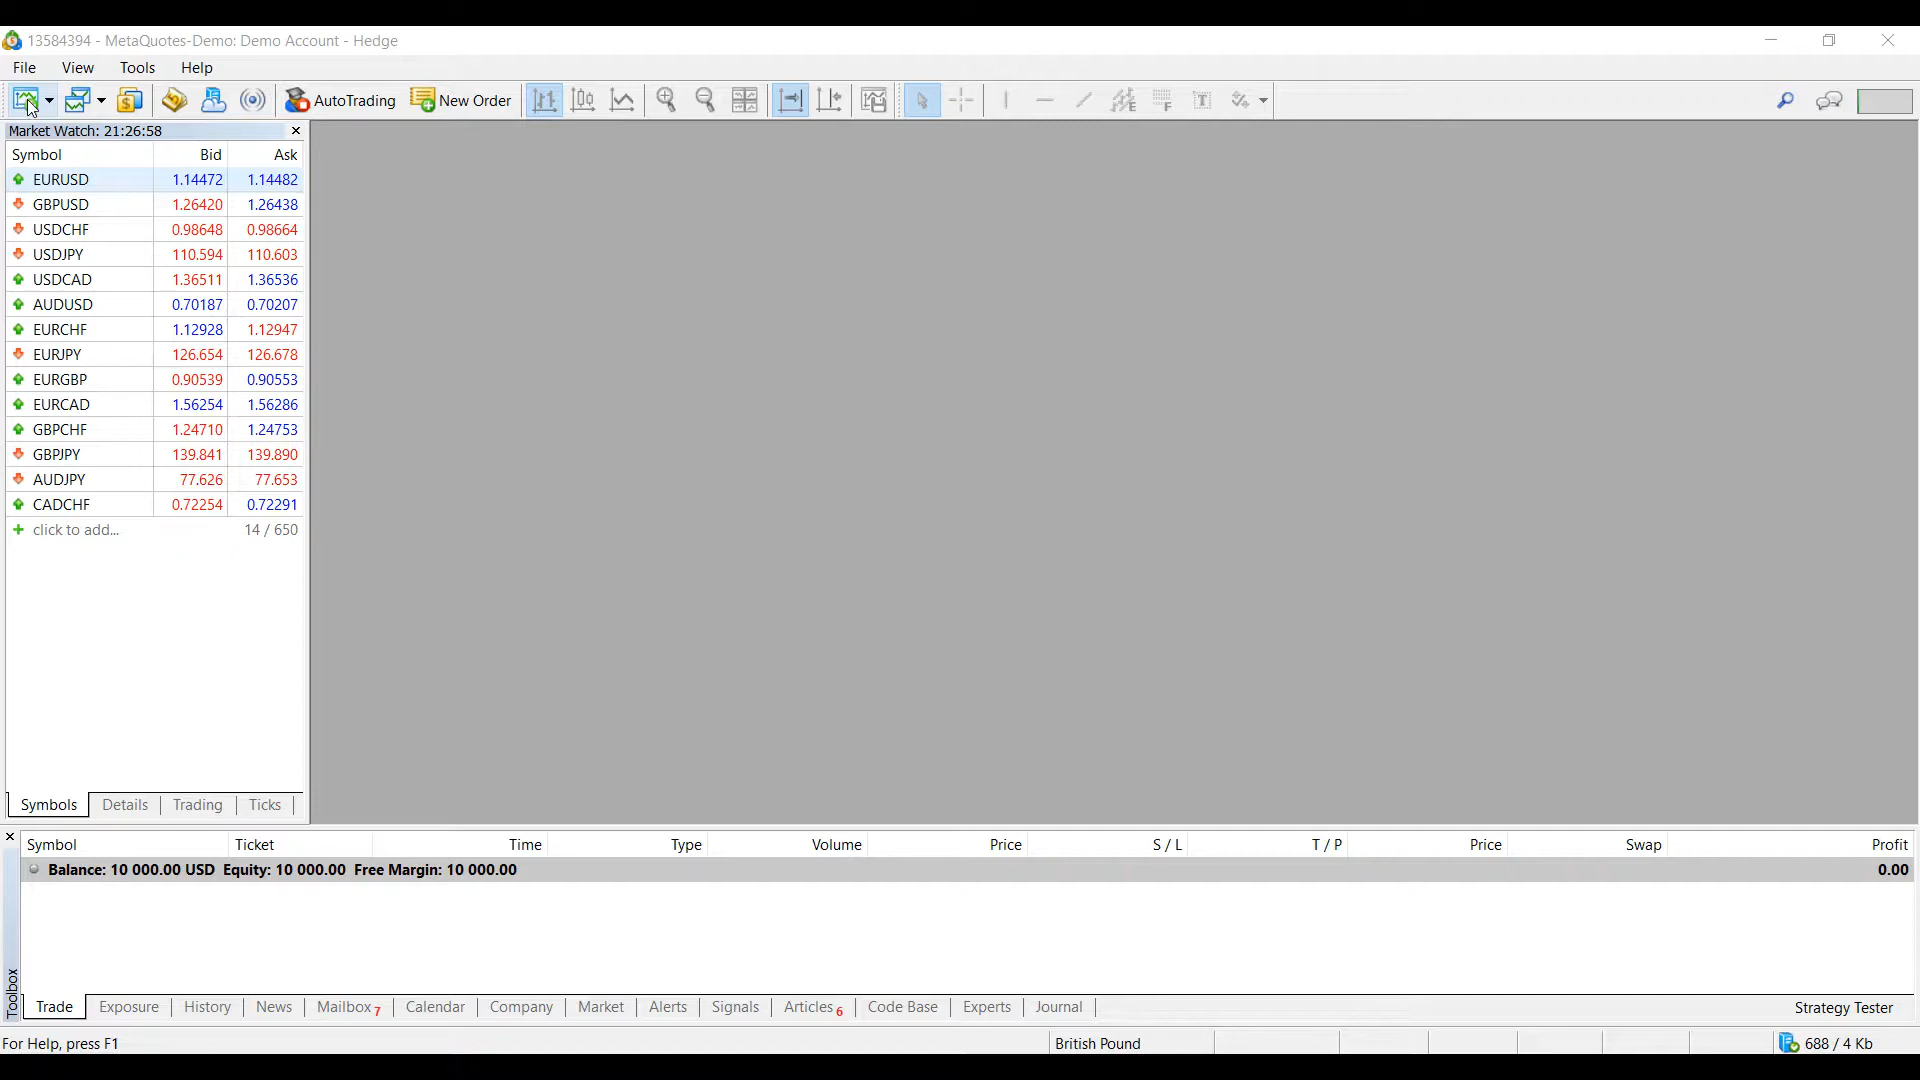 13584394 - MetaQuotes-Demo: Demo Account - Hedge
File View Tools Help
AutoTrading New Order
Market Watch: 21:26:58
Symbol Bid Ask
EURUSD 1.14472 1.14482
GBPUSD 1.26420 1.26438
USDCHF 0.98648 0.98664
USDJPY 110.594 110.603
USDCAD 1.36511 1.36536
AUDUSD 0.70187 0.70207
EURCHF 1.12928 1.12947
EURJPY 126.654 126.678
EURGBP 0.90539 0.90553
EURCAD 1.56254 1.56286
GBPCHF 1.24710 1.24753
GBPJPY 139.841 139.890
AUDJPY 77.626 77.653
CADCHF 0.72254 0.72291
click to add... 14 / 650
Symbols Details Trading Ticks
Symbol Ticket Time Type Volume Price S / L T / P Price Swap Profit
Balance: 10 000.00 USD Equity: 10 000.00 Free Margin: 10 000.00 0.00
Toolbox
Trade Exposure History News Mailbox 7 Calendar Company Market Alerts Signals Articles 6 Code Base Experts Journal Strategy Tester
For Help, press F1 British Pound 688 / 4 Kb